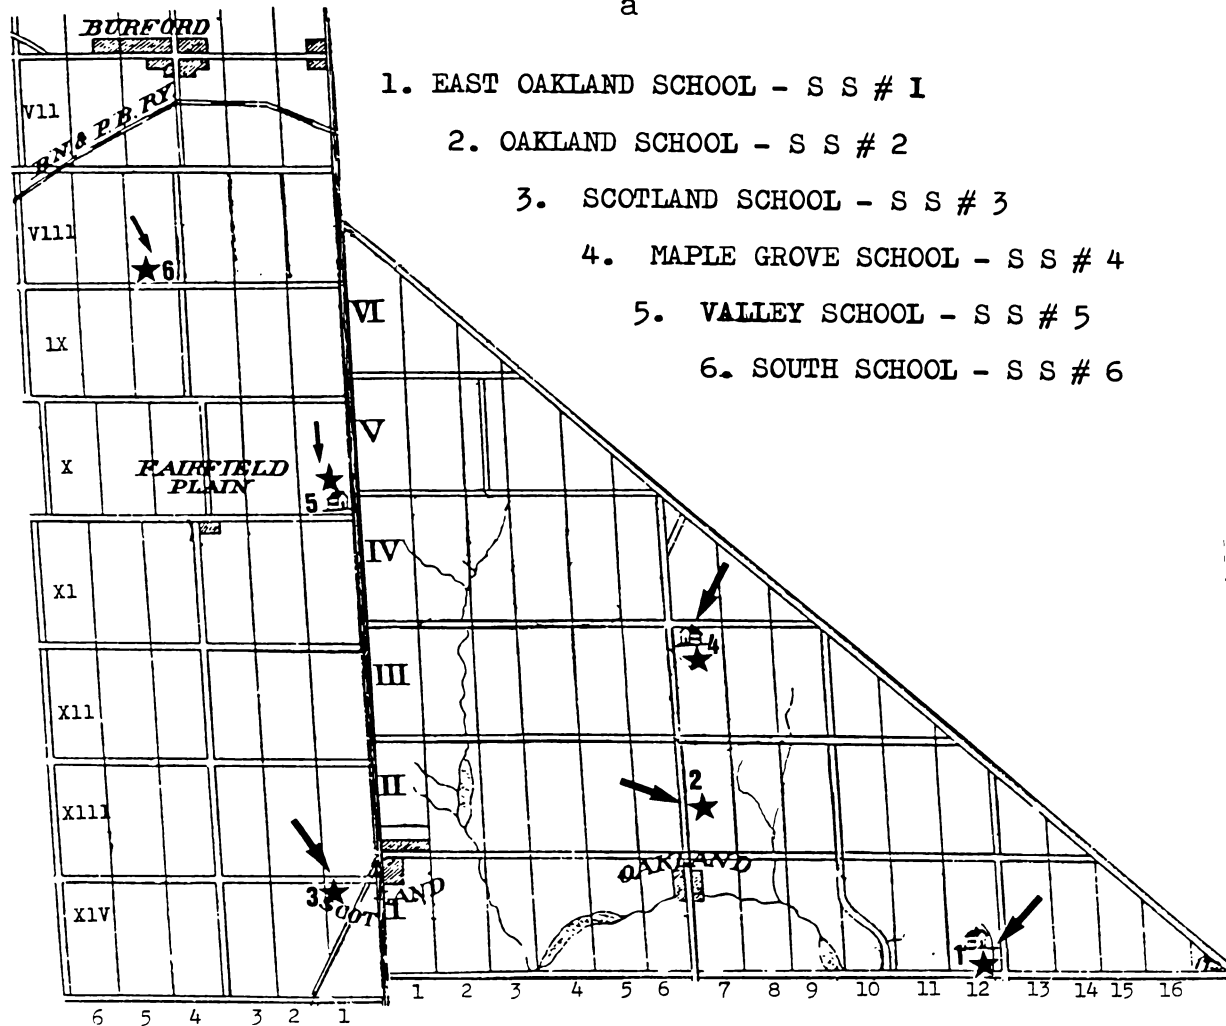 a
BURFORD
1. EAST OAKLAND SCHOOL - S S # 1
V11
B.N. & P.B. RY.
2. OAKLAND SCHOOL - S S # 2
3. SCOTLAND SCHOOL - S S # 3
V111
6
4. MAPLE GROVE SCHOOL - S S # 4
VI
5. VALLEY SCHOOL - S S # 5
1X
6. SOUTH SCHOOL - S S # 6
V
X
FAIRFIELD
PLAIN
5
IV
X1
4
III
X11
II
2
X111
OAKLAND
3
SCOTLAND
X1V
I
1
1 2 3 4 5 6 7 8 9 10 11 12 13 14 15 16
6 5 4 3 2 1